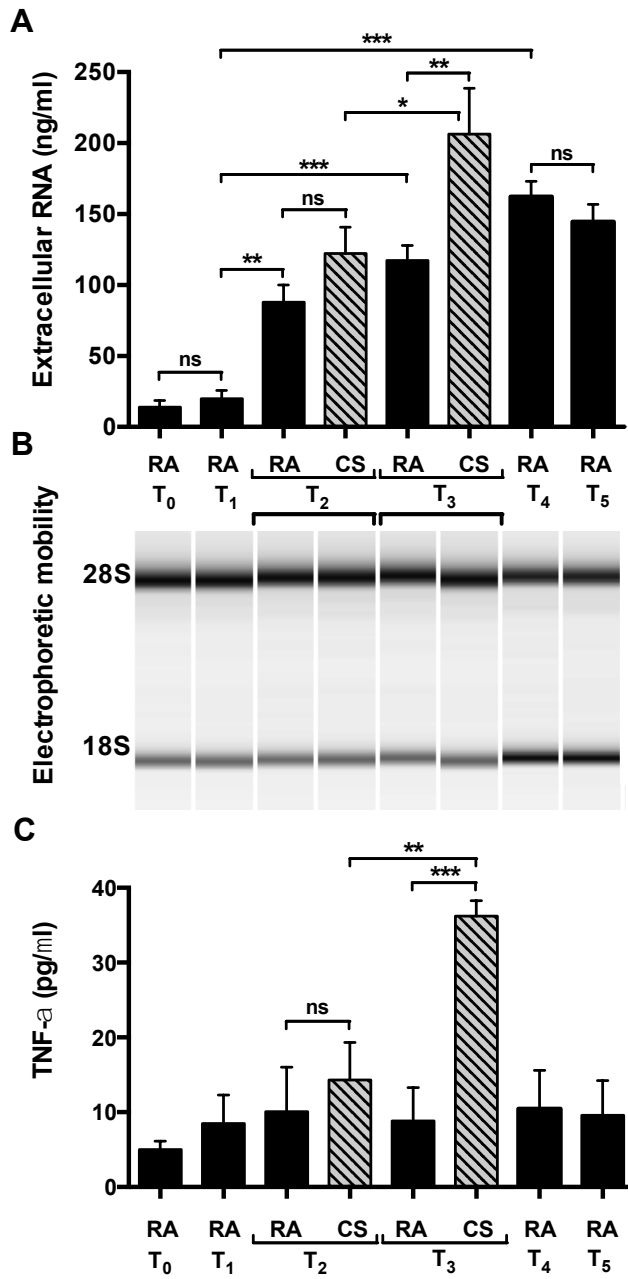 A
***
250
**
200
*
***
ns
150
ns
100
**
50
ns
0
Extracellular RNA (ng/ml)
RA RA RA CS RA CS RA RA
T0 T1 T2 T3 T4 T5
B
28S
18S
Electrophoretic mobility
C
**
***
40
30
ns
20
10
0
TNF-a (pg/ml)
RA RA RA CS RA CS RA RA
T0 T1 T2 T3 T4 T5